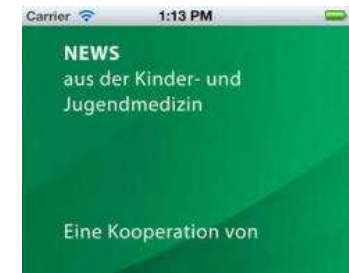 Carrier 1:13 PM
NEWS
aus der Kinder- und
Jugendmedizin
Eine Kooperation von